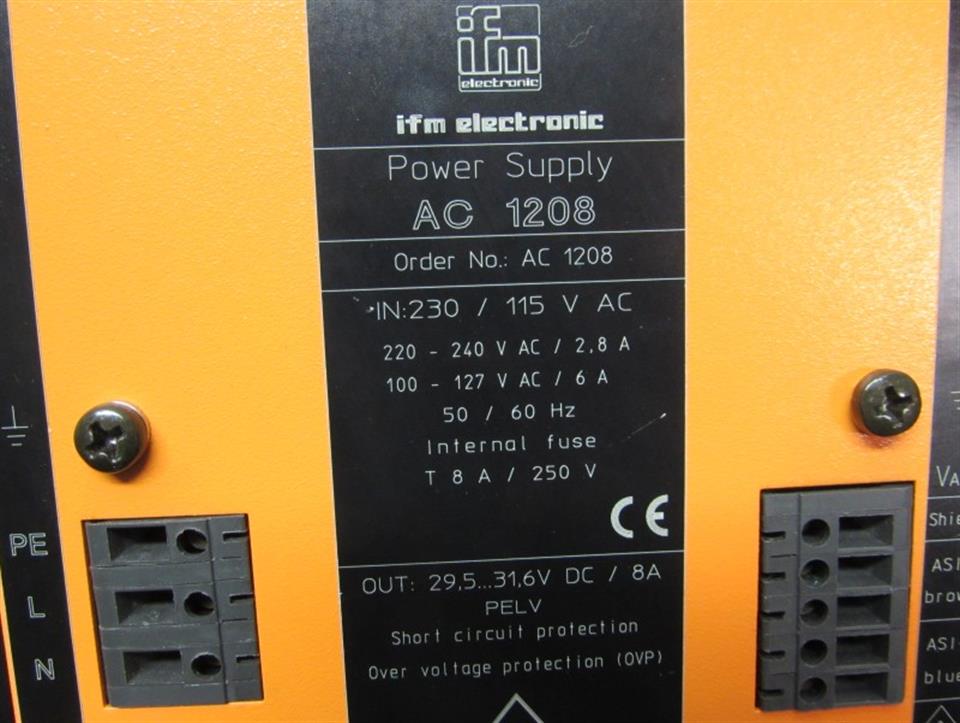 ifm
electronic
ifm electronic
Power Supply
AC 1208
Order No.: AC 1208
IN:230 / 115 V AC
220 - 240 V AC / 2,8 A
100 - 127 V AC / 6 A
50 / 60 Hz
Internal fuse
T 8 A / 250 V
CE
OUT: 29,5...31,6V DC / 8A
PELV
Short circuit protection
Over voltage protection (OVP)
PE
L
N
ASI
ASI-
blue